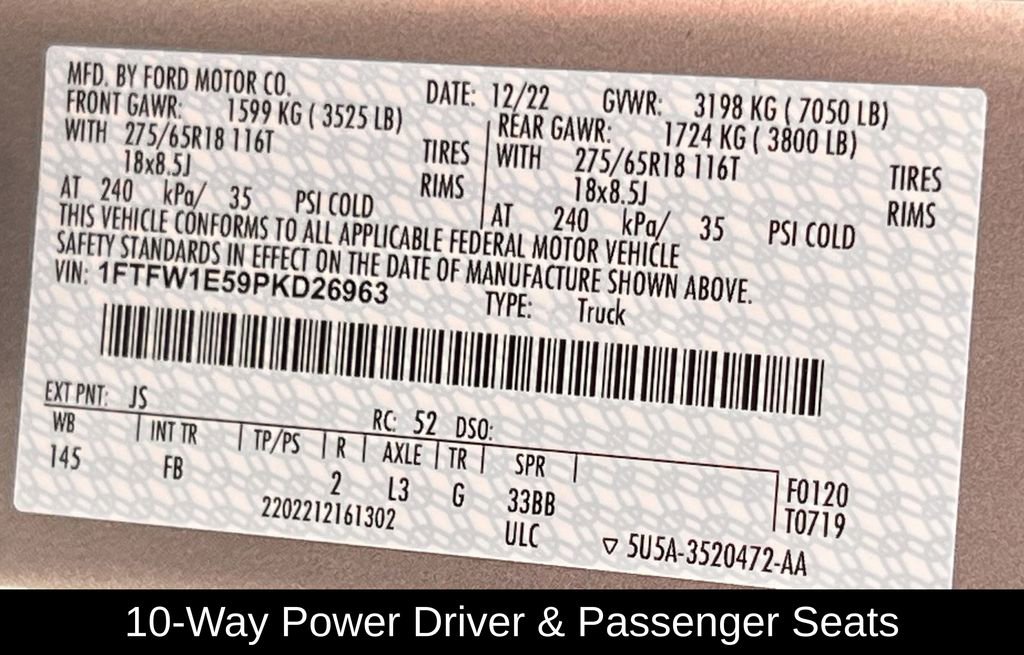 MFD. BY FORD MOTOR CO. DATE: 12/22 GVWR: 3198 KG ( 7050 LB)
FRONT GAWR: 1599 KG ( 3525 LB) REAR GAWR: 1724 KG ( 3800 LB)
WITH 275/65R18 116T TIRES WITH 275/65R18 116T TIRES
18x8.5J RIMS 18x8.5J RIMS
AT 240 kPa/ 35 PSI COLD AT 240 kPa/ 35 PSI COLD
THIS VEHICLE CONFORMS TO ALL APPLICABLE FEDERAL MOTOR VEHICLE
SAFETY STANDARDS IN EFFECT ON THE DATE OF MANUFACTURE SHOWN ABOVE.
VIN: 1FTFW1E59PKD26963 TYPE: Truck
EXT PNT: JS RC: 52 DSO:
WB INT TR TP/PS R AXLE TR SPR
145 FB 2 L3 G 33BB F0120
2202212161302 ULC T0719
▽ 5U5A-3520472-AA
10-Way Power Driver & Passenger Seats